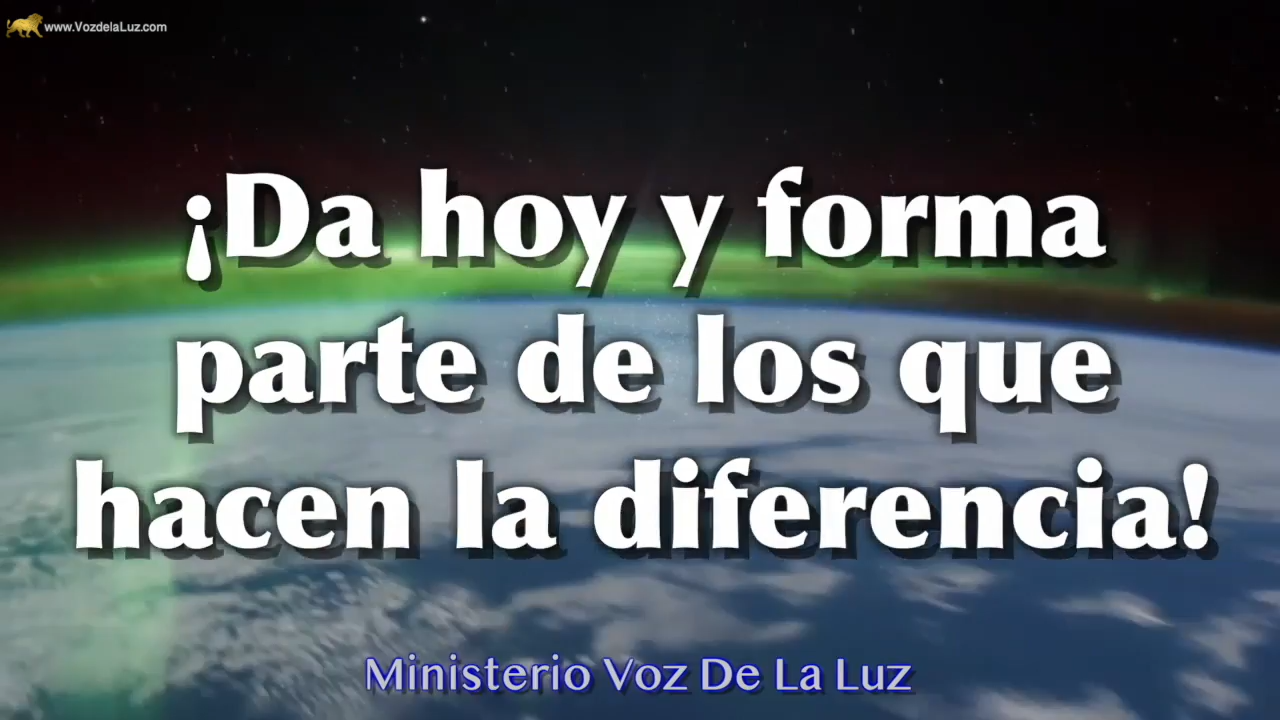 www.VozdelaLuz.com
¡Da hoy y forma
parte de los que
hacen la diferencia!
Ministerio Voz De La Luz